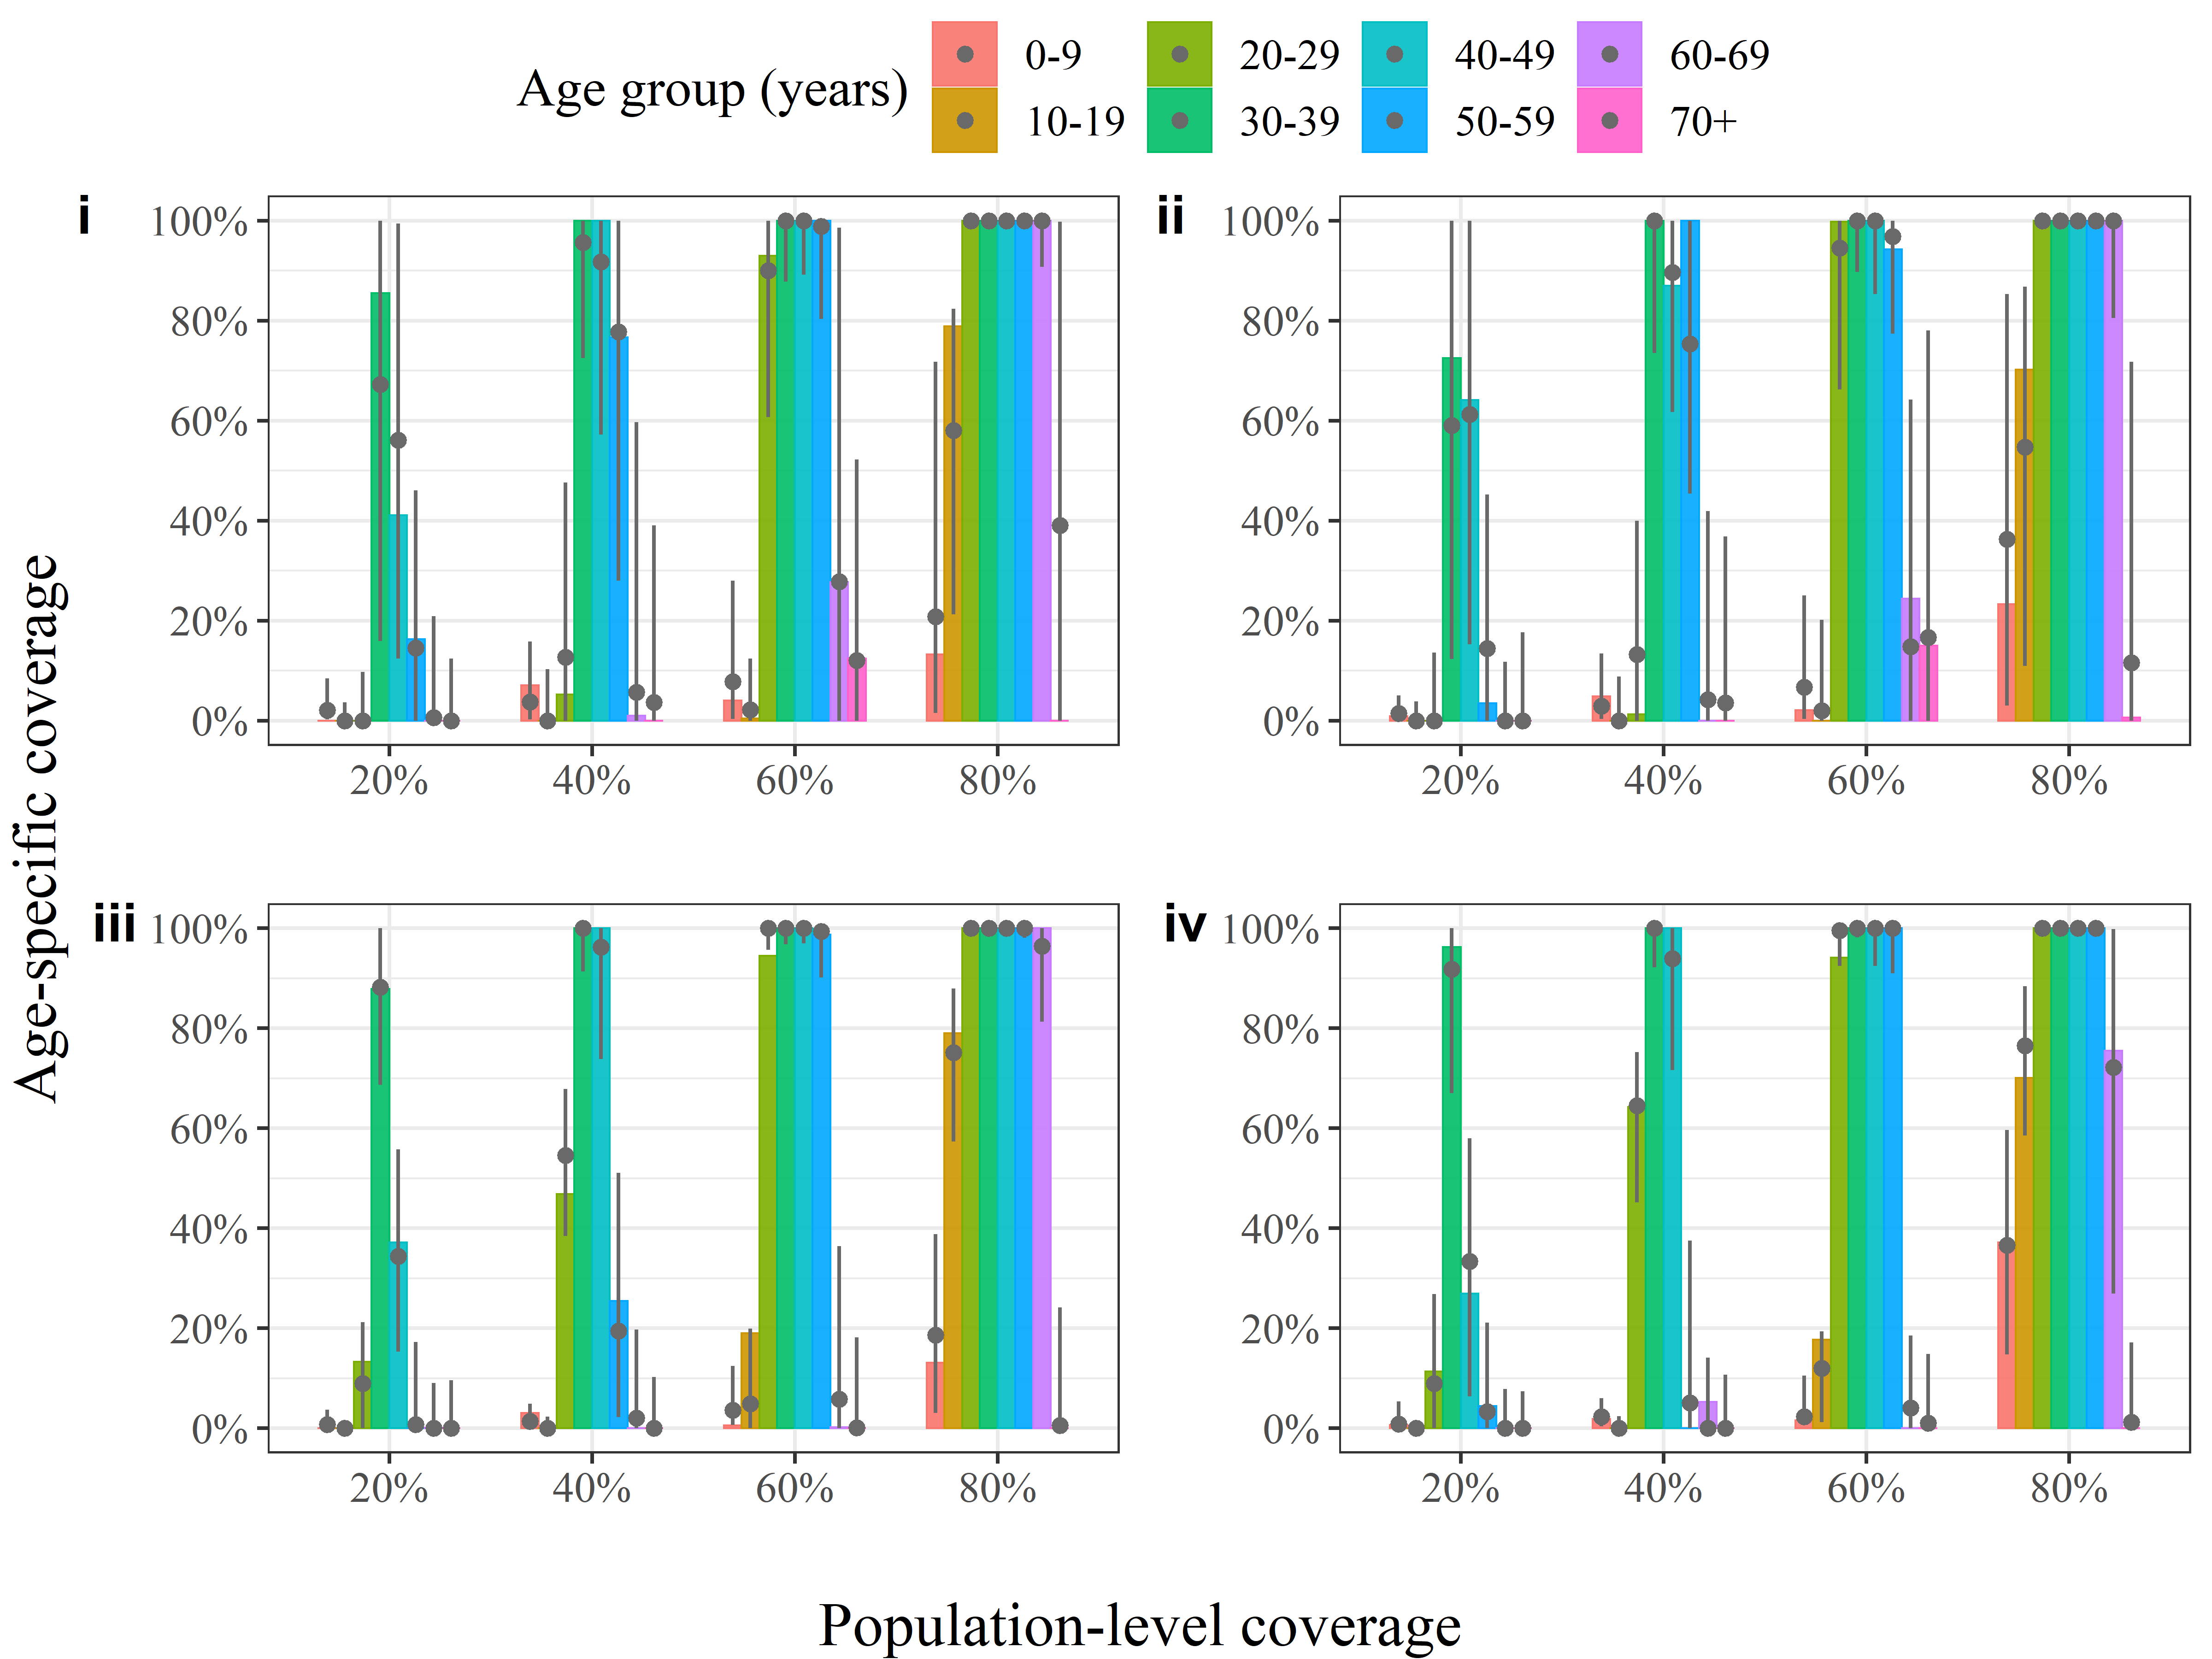 Age group (years)
0-9 20-29 40-49 60-69
10-19 30-39 50-59 70+
i ii
100% 100%
80% 80%
60% 60%
40% 40%
20% 20%
0% 0%
20% 40% 60% 80% 20% 40% 60% 80%
Age-specific coverage
iii iv
100% 100%
80% 80%
60% 60%
40% 40%
20% 20%
0% 0%
20% 40% 60% 80% 20% 40% 60% 80%
Population-level coverage